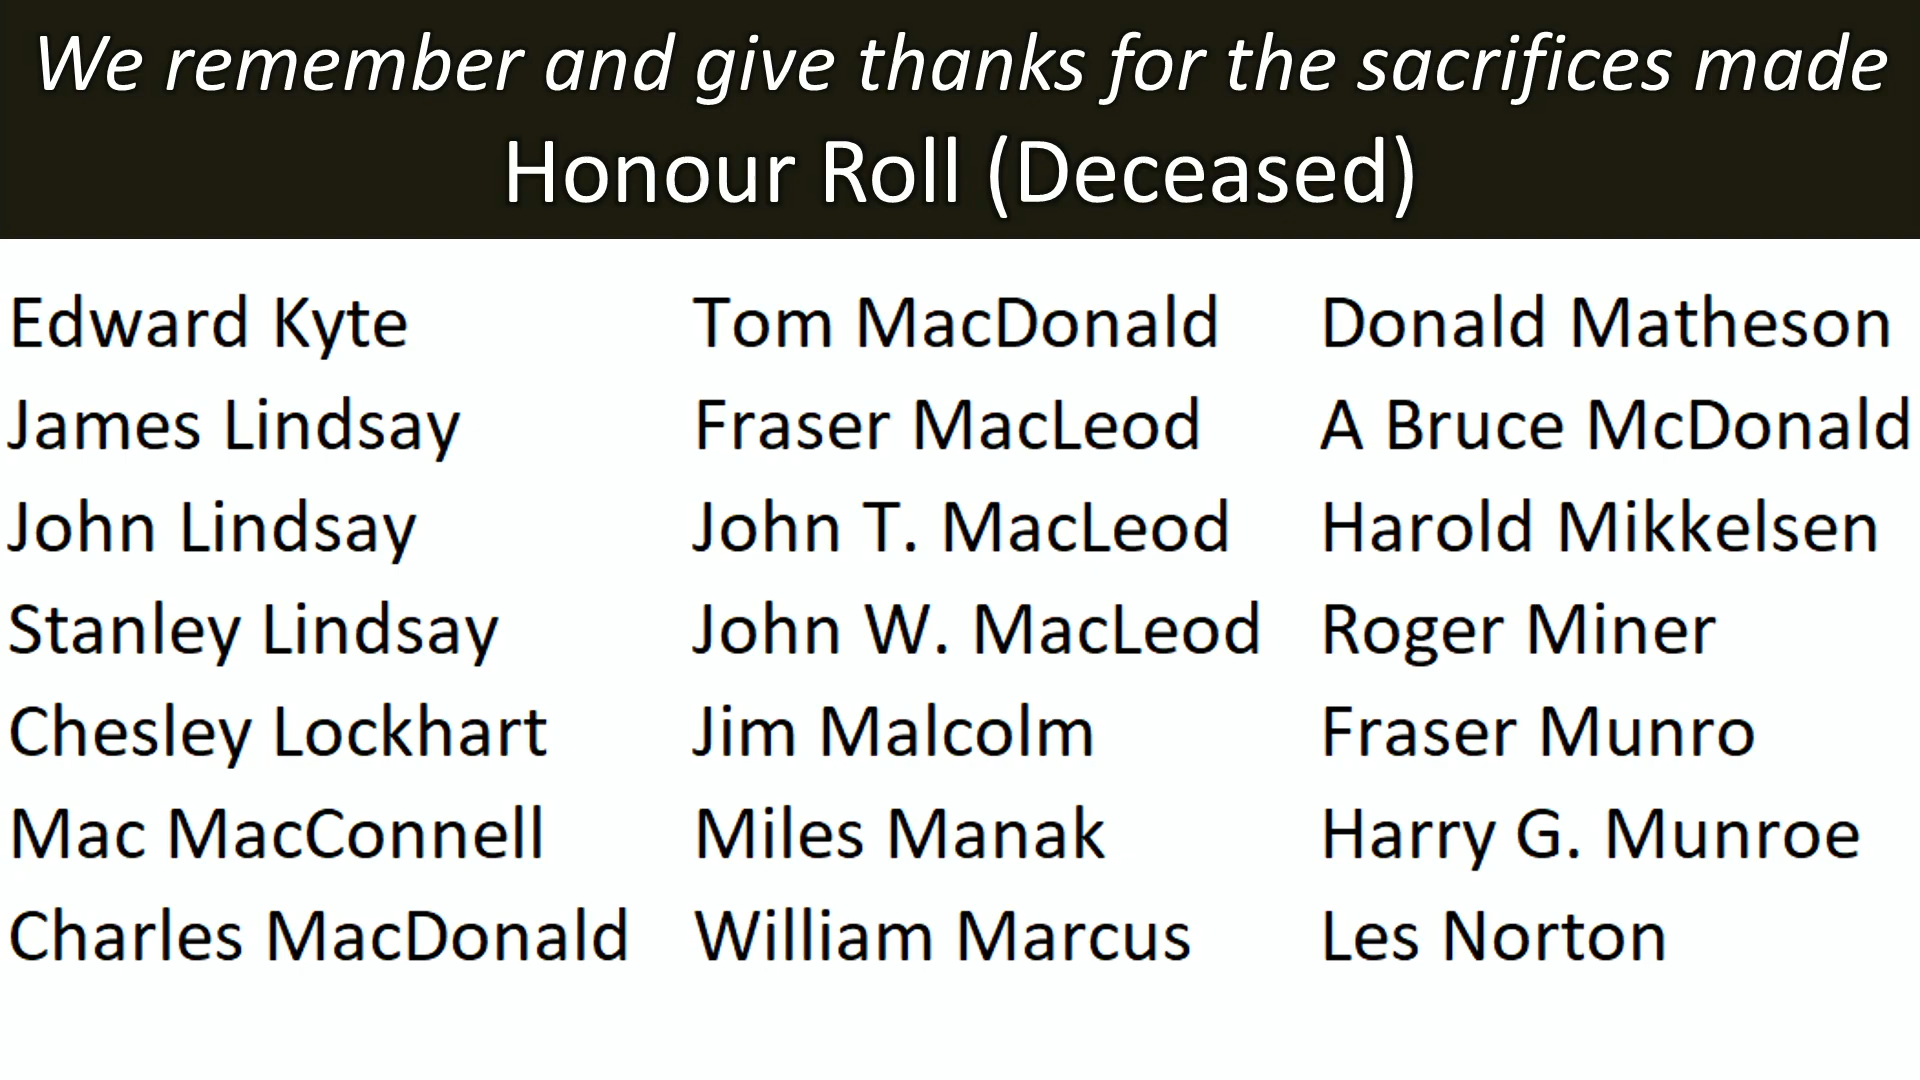 We remember and give thanks for the sacrifices made
Honour Roll (Deceased)
Edward Kyte
James Lindsay
John Lindsay
Stanley Lindsay
Chesley Lockhart
Mac MacConnell
Charles MacDonald
Tom MacDonald
Fraser MacLeod
John T. MacLeod
John W. MacLeod
Jim Malcolm
Miles Manak
William Marcus
Donald Matheson
A Bruce McDonald
Harold Mikkelsen
Roger Miner
Fraser Munro
Harry G. Munroe
Les Norton